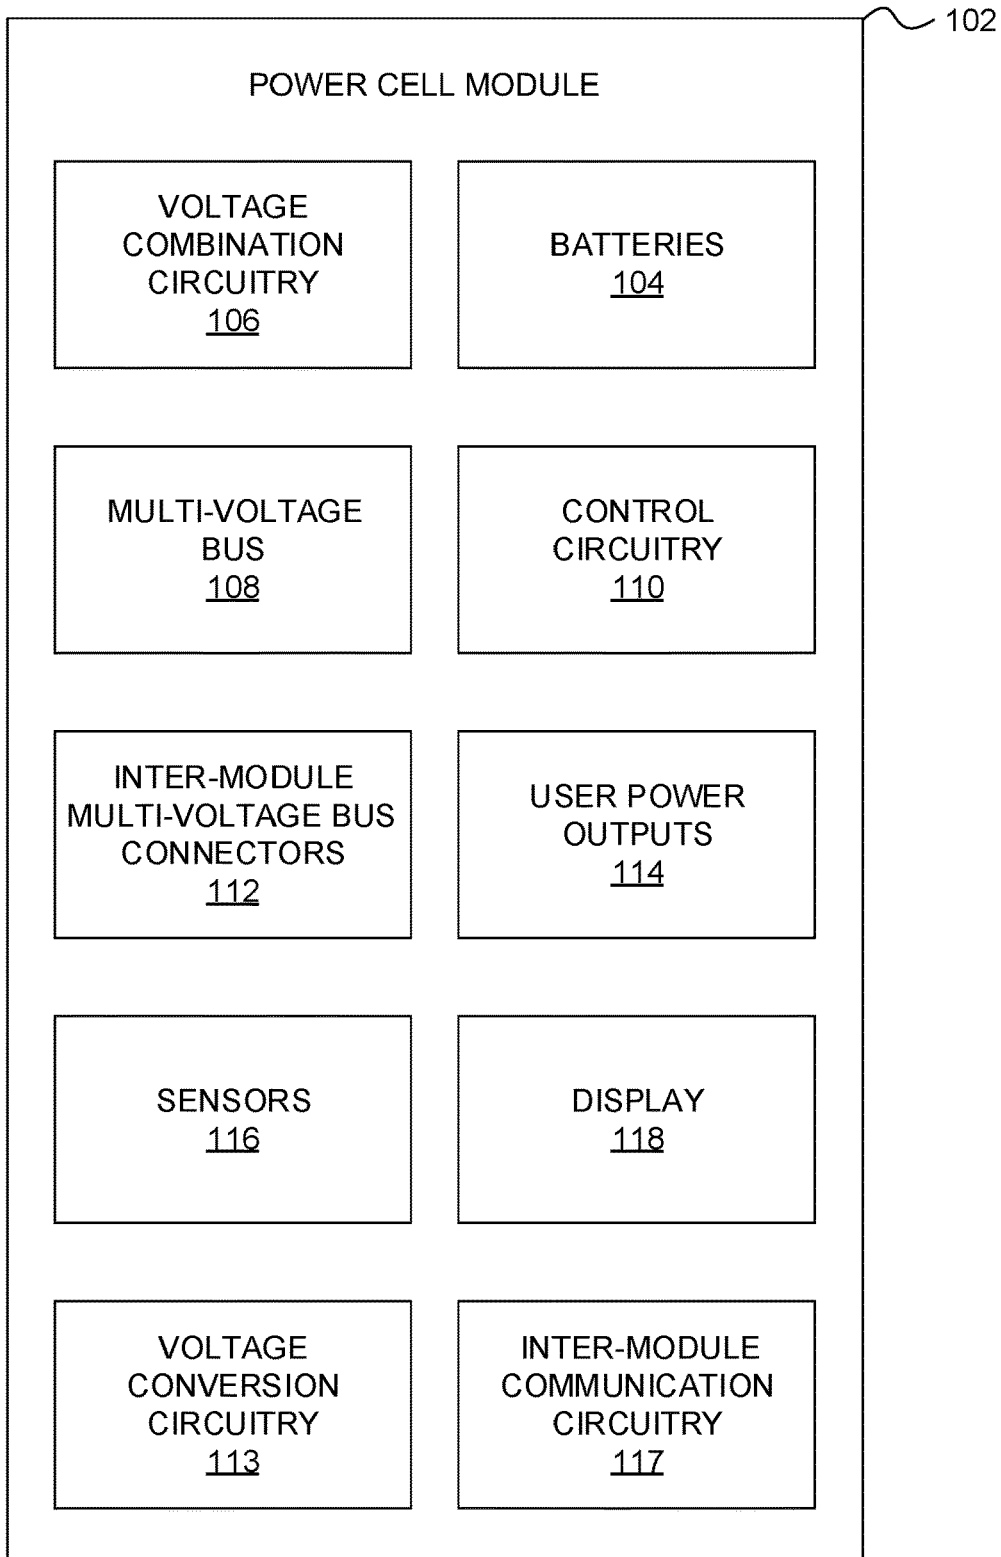 102
POWER CELL MODULE
VOLTAGE
COMBINATION
CIRCUITRY
106
BATTERIES
104
MULTI-VOLTAGE
BUS
108
CONTROL
CIRCUITRY
110
INTER-MODULE
MULTI-VOLTAGE BUS
CONNECTORS
112
USER POWER
OUTPUTS
114
SENSORS
116
DISPLAY
118
VOLTAGE
CONVERSION
CIRCUITRY
113
INTER-MODULE
COMMUNICATION
CIRCUITRY
117